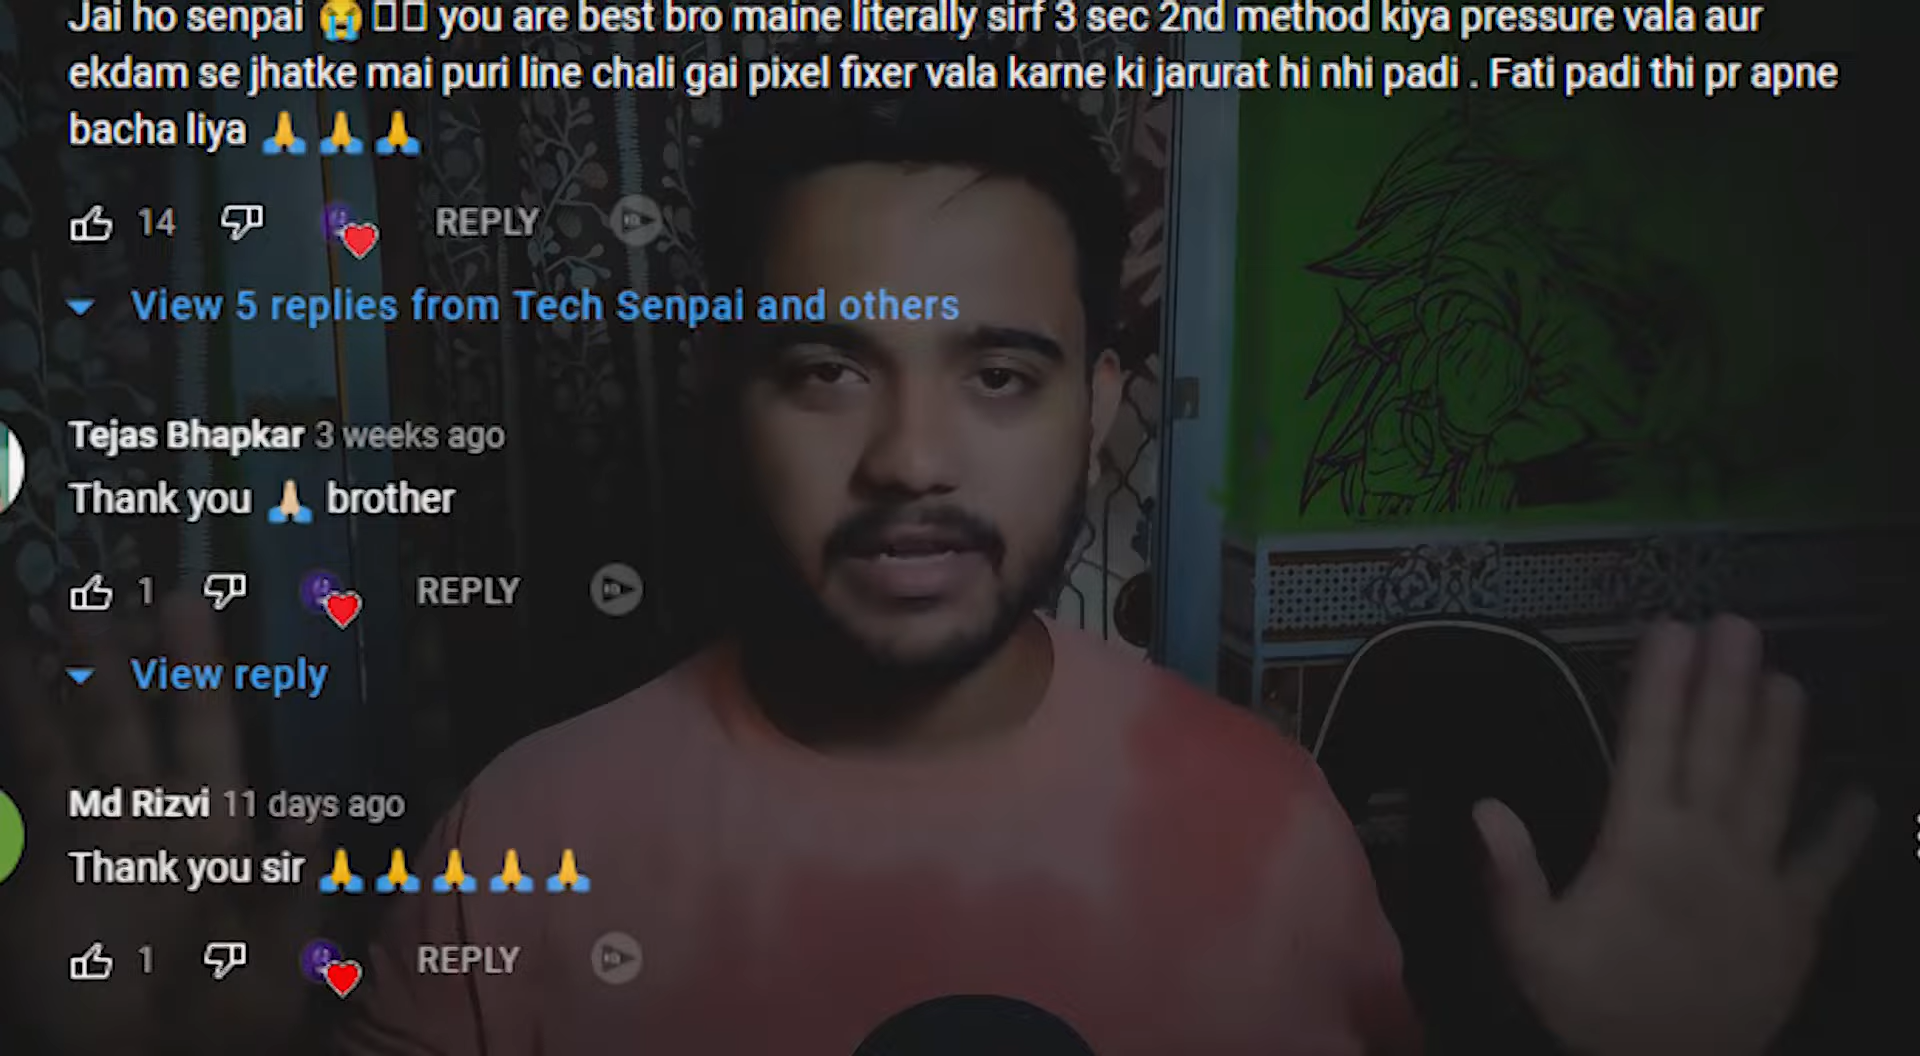 Jai ho senpai 😭 you are best bro maine literally sirf 3 sec 2nd method kiya pressure vala aur
ekdam se jhatke mai puri line chali gai pixel fixer vala karne ki jarurat hi nhi padi . Fati padi thi pr apne
bacha liya 🙏 🙏 🙏
14 REPLY
View 5 replies from Tech Senpai and others
Tejas Bhapkar 3 weeks ago
Thank you 🙏🏻 brother
1 REPLY
View reply
Md Rizvi 11 days ago
Thank you sir 🙏 🙏 🙏 🙏 🙏
1 REPLY